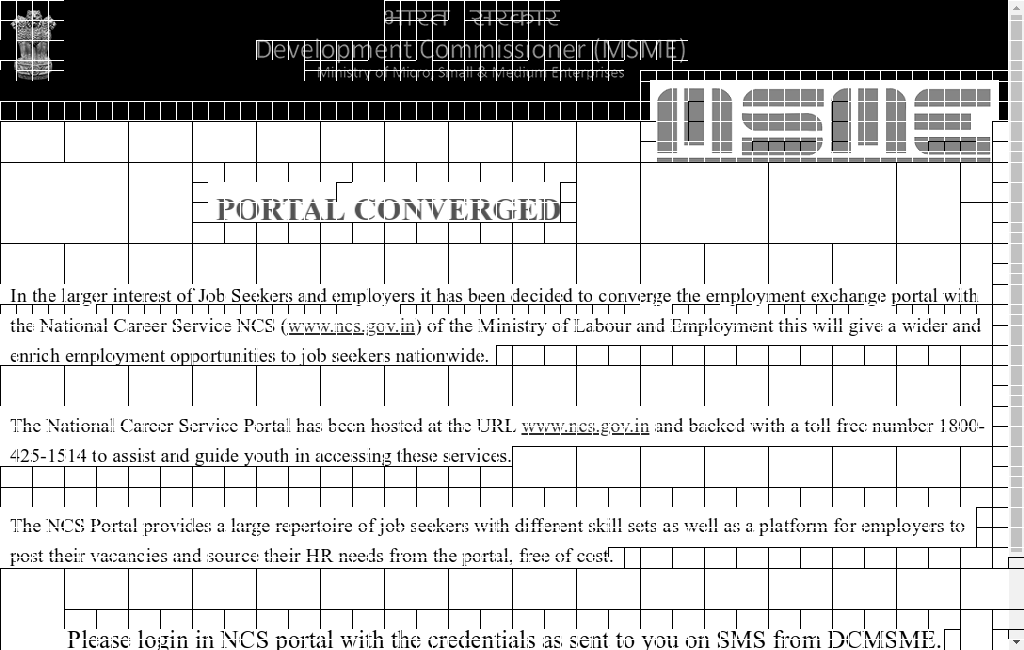 भारत सरकार
Development Commissioner (MSME)
Ministry of Micro, Small & Medium Enterprises
MSME
PORTAL CONVERGED
In the larger interest of Job Seekers and employers it has been decided to converge the employment exchange portal with
the National Career Service NCS (www.ncs.gov.in) of the Ministry of Labour and Employment this will give a wider and
enrich employment opportunities to job seekers nationwide.
The National Career Service Portal has been hosted at the URL www.ncs.gov.in and backed with a toll free number 1800-
425-1514 to assist and guide youth in accessing these services.
The NCS Portal provides a large repertoire of job seekers with different skill sets as well as a platform for employers to
post their vacancies and source their HR needs from the portal, free of cost.
Please login in NCS portal with the credentials as sent to you on SMS from DCMSME.